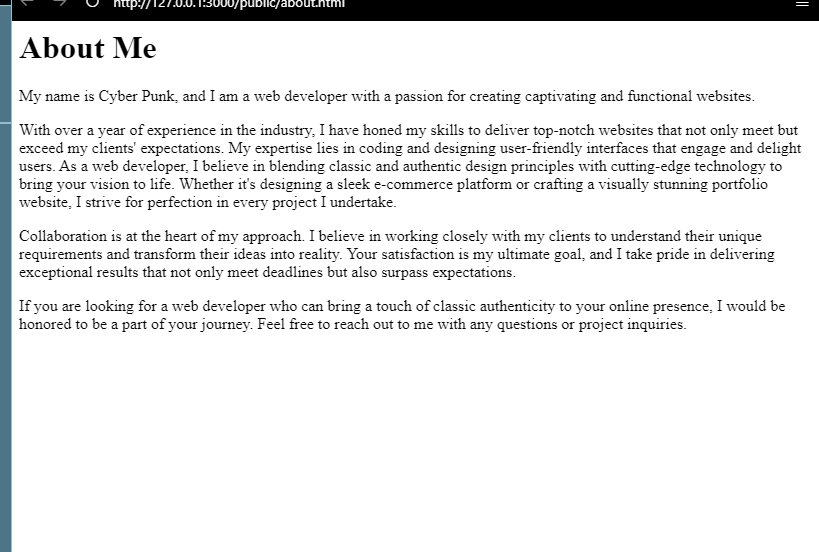 http://127.0.0.1:3000/public/about.html
About Me
My name is Cyber Punk, and I am a web developer with a passion for creating captivating and functional websites.
With over a year of experience in the industry, I have honed my skills to deliver top-notch websites that not only meet but
exceed my clients' expectations. My expertise lies in coding and designing user-friendly interfaces that engage and delight
users. As a web developer, I believe in blending classic and authentic design principles with cutting-edge technology to
bring your vision to life. Whether it's designing a sleek e-commerce platform or crafting a visually stunning portfolio
website, I strive for perfection in every project I undertake.
Collaboration is at the heart of my approach. I believe in working closely with my clients to understand their unique
requirements and transform their ideas into reality. Your satisfaction is my ultimate goal, and I take pride in delivering
exceptional results that not only meet deadlines but also surpass expectations.
If you are looking for a web developer who can bring a touch of classic authenticity to your online presence, I would be
honored to be a part of your journey. Feel free to reach out to me with any questions or project inquiries.